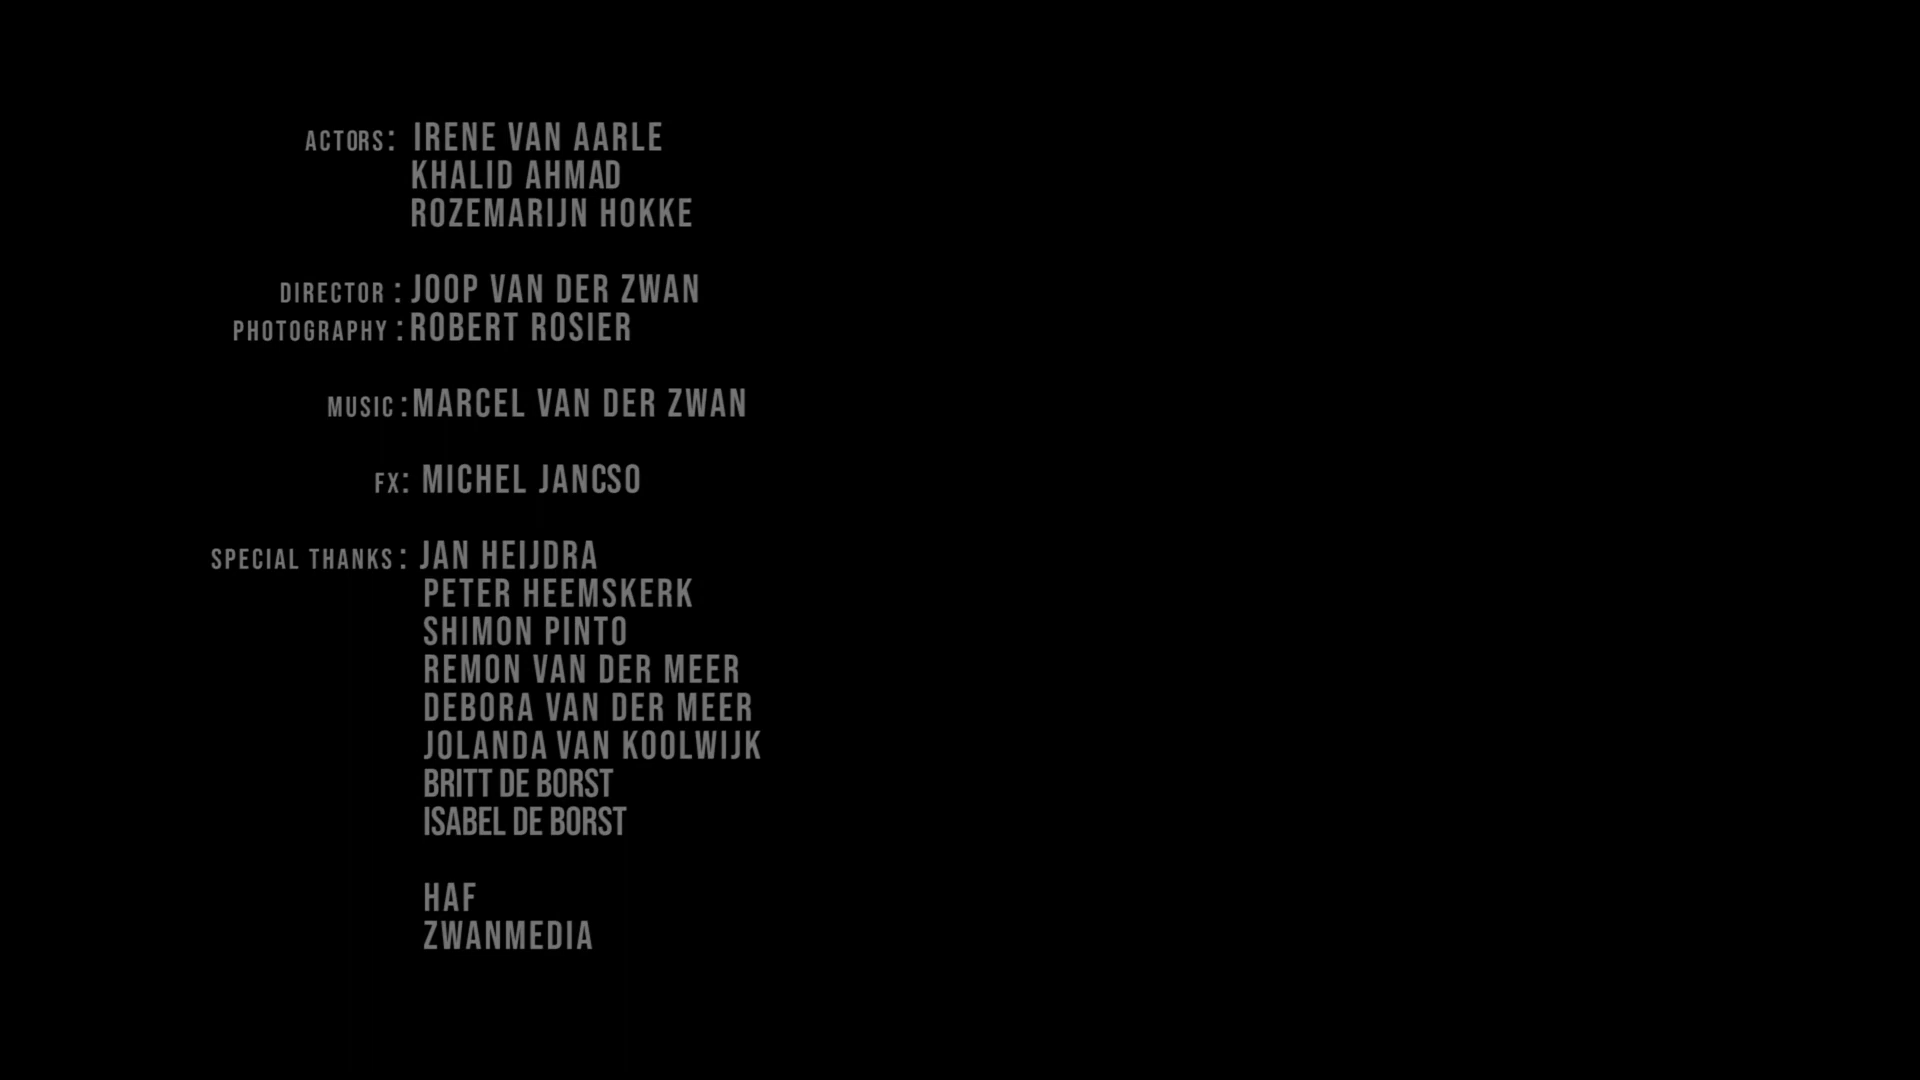 ACTORS: IRENE VAN AARLE
KHALID AHMAD
ROZEMARIJN HOKKE
DIRECTOR : JOOP VAN DER ZWAN
PHOTOGRAPHY : ROBERT ROSIER
MUSIC : MARCEL VAN DER ZWAN
FX: MICHEL JANCSO
SPECIAL THANKS : JAN HEIJDRA
PETER HEEMSKERK
SHIMON PINTO
REMON VAN DER MEER
DEBORA VAN DER MEER
JOLANDA VAN KOOLWIJK
BRITT DE BORST
ISABEL DE BORST
HAF
ZWANMEDIA